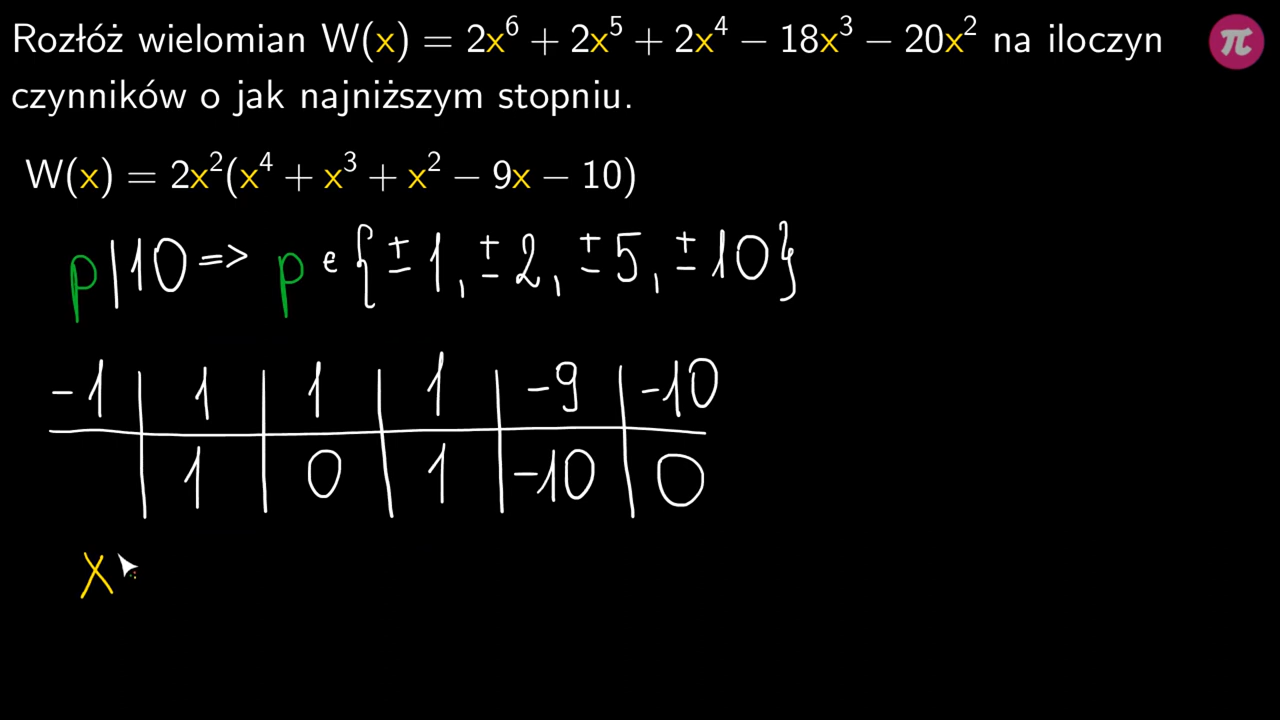 Rozłóż wielomian W(x) = 2x⁶ + 2x⁵ + 2x⁴ − 18x³ − 20x² na iloczyn
czynników o jak najniższym stopniu.
π
W(x) = 2x²(x⁴ + x³ + x² − 9x − 10)
p|10 => p ∈ {± 1, ± 2, ± 5, ± 10}
-1 | 1 | 1 | 1 | -9 | -10
| 1 | 0 | 1 | -10 | 0
x